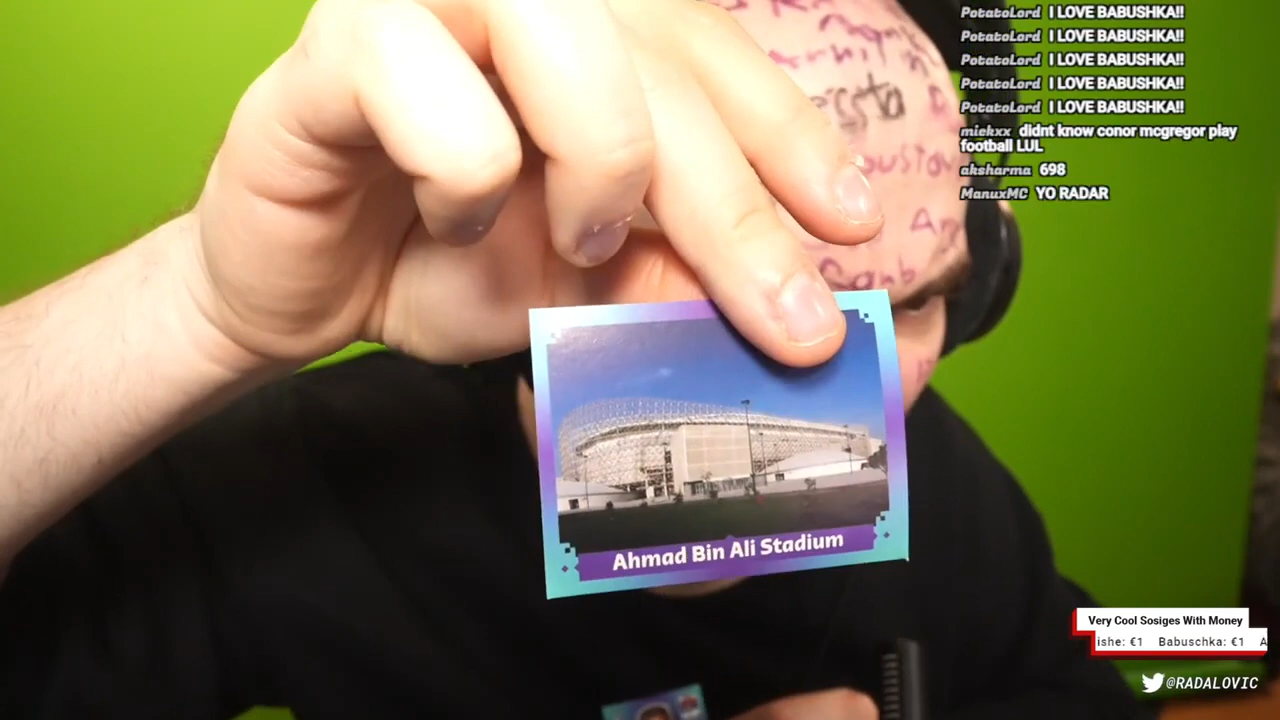 PotatoLord I LOVE BABUSHKA!!
PotatoLord I LOVE BABUSHKA!!
PotatoLord I LOVE BABUSHKA!!
PotatoLord I LOVE BABUSHKA!!
PotatoLord I LOVE BABUSHKA!!
miekxx didnt know conor mcgregor play
football LUL
aksharma 698
ManuxMC YO RADAR
Ahmad Bin Ali Stadium
Very Cool Sosiges With Money
ishe: €1 Babuschka: €1 A
@RADALOVIC